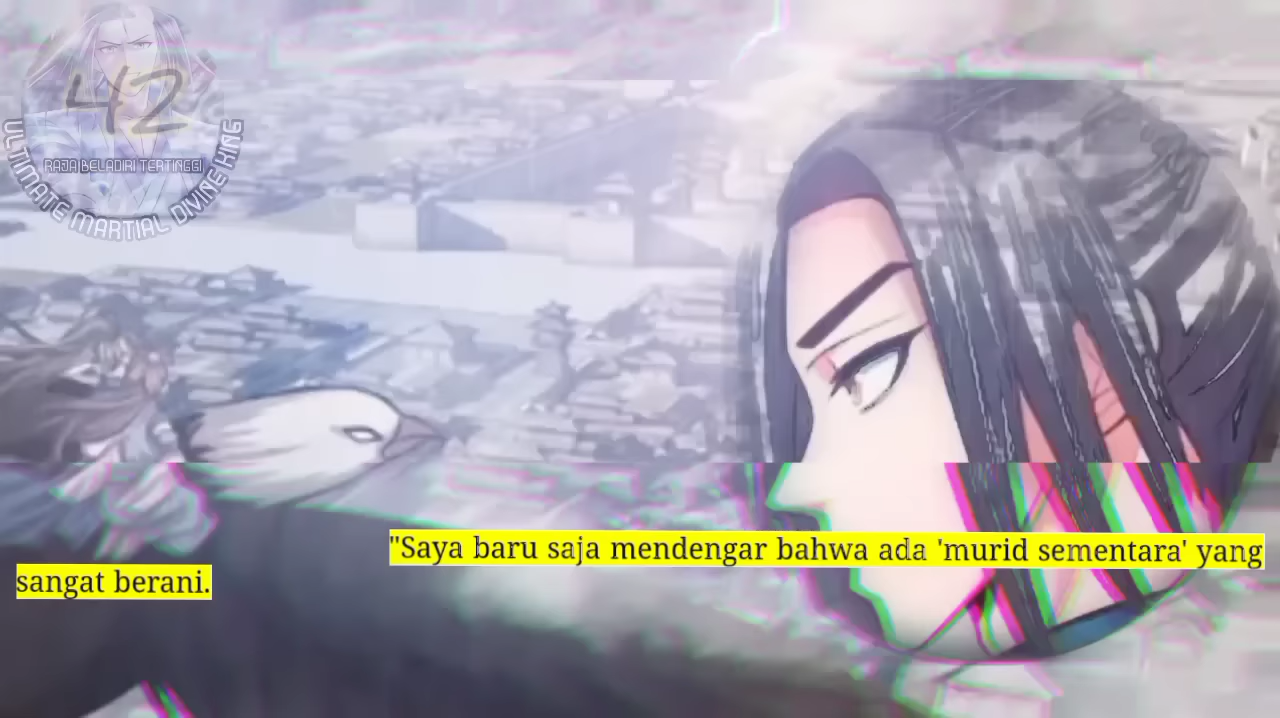 42
RAJA BELADIRI TERTINGGI
ULTIMATE MARTIAL DIVINE KING
"Saya baru saja mendengar bahwa ada 'murid sementara' yang
sangat berani.